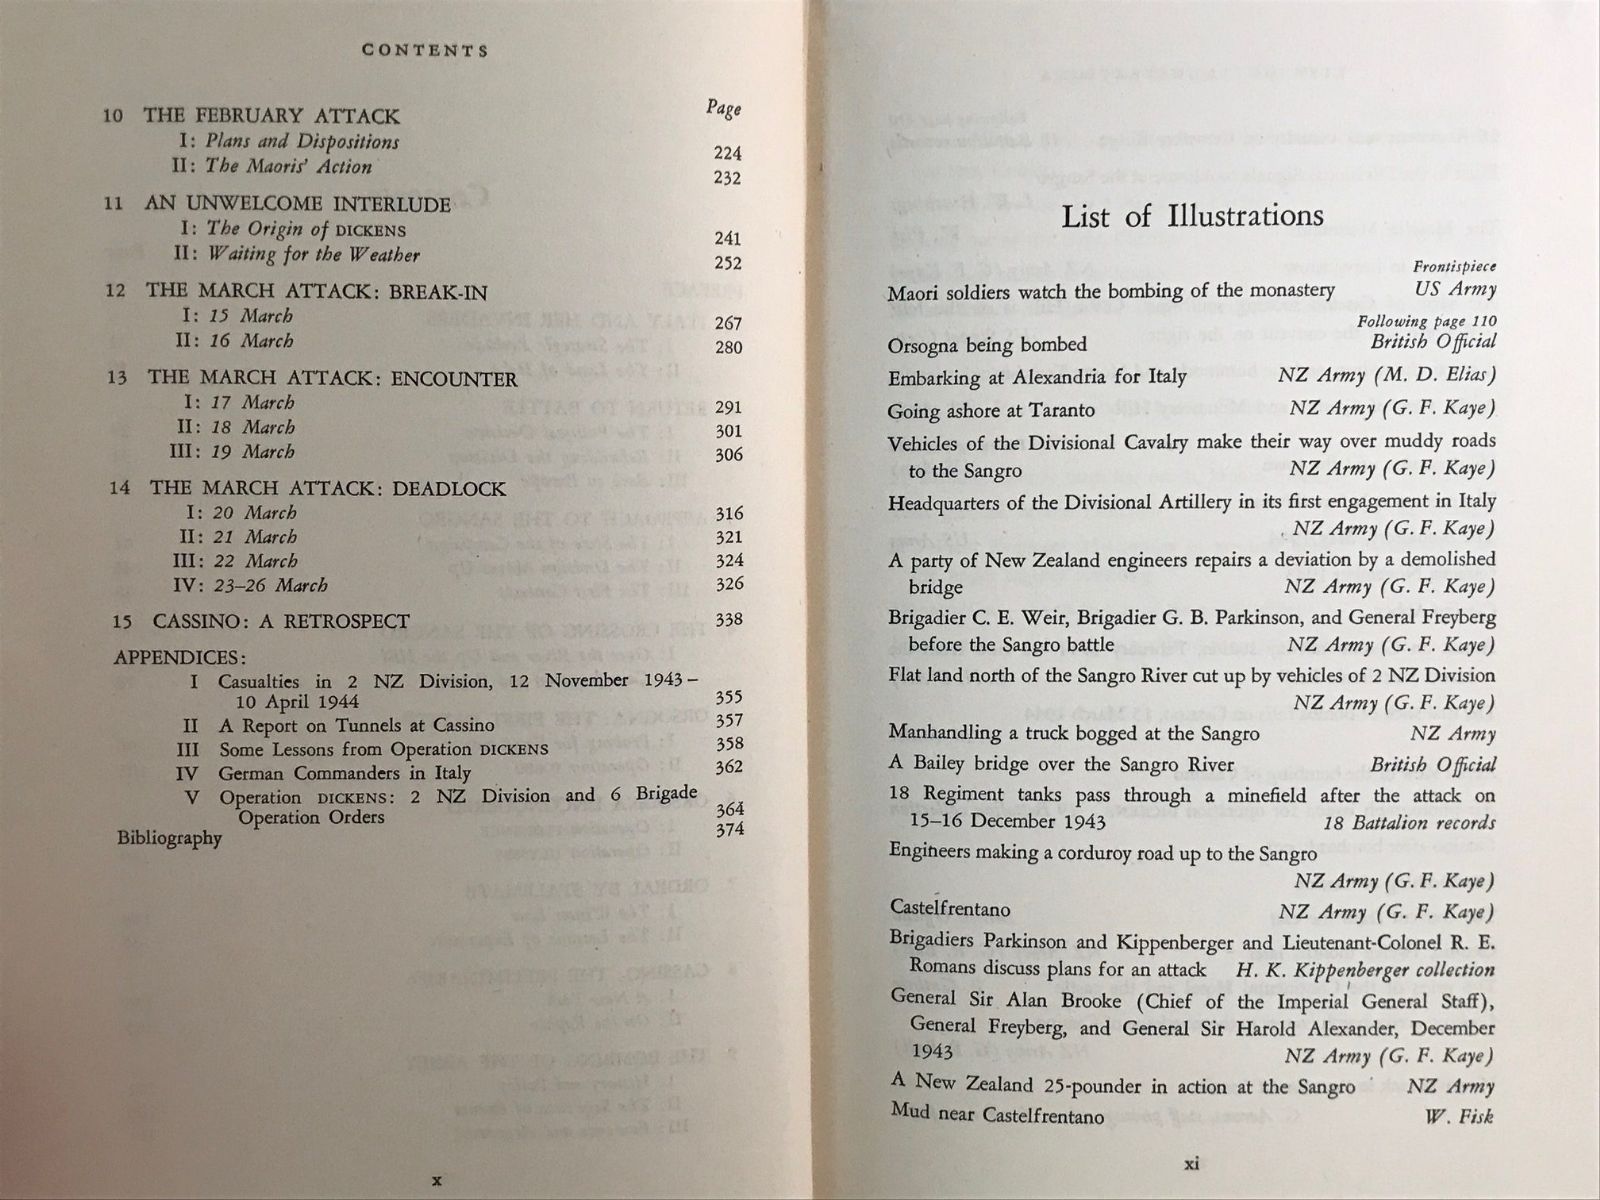 CONTENTS
Page
10 THE FEBRUARY ATTACK
I: Plans and Dispositions 224
II: The Maoris' Action 232
11 AN UNWELCOME INTERLUDE
I: The Origin of DICKENS 241
II: Waiting for the Weather 252
12 THE MARCH ATTACK: BREAK-IN
I: 15 March 267
II: 16 March 280
13 THE MARCH ATTACK: ENCOUNTER
I: 17 March 291
II: 18 March 301
III: 19 March 306
14 THE MARCH ATTACK: DEADLOCK
I: 20 March 316
II: 21 March 321
III: 22 March 324
IV: 23–26 March 326
15 CASSINO: A RETROSPECT 338
APPENDICES:
I Casualties in 2 NZ Division, 12 November 1943–
10 April 1944 355
II A Report on Tunnels at Cassino 357
III Some Lessons from Operation DICKENS 358
IV German Commanders in Italy 362
V Operation DICKENS: 2 NZ Division and 6 Brigade
Operation Orders 364
Bibliography 374
x
List of Illustrations
Frontispiece
Maori soldiers watch the bombing of the monastery US Army
Following page 110
Orsogna being bombed British Official
Embarking at Alexandria for Italy NZ Army (M. D. Elias)
Going ashore at Taranto NZ Army (G. F. Kaye)
Vehicles of the Divisional Cavalry make their way over muddy roads
to the Sangro NZ Army (G. F. Kaye)
Headquarters of the Divisional Artillery in its first engagement in Italy
NZ Army (G. F. Kaye)
A party of New Zealand engineers repairs a deviation by a demolished
bridge NZ Army (G. F. Kaye)
Brigadier C. E. Weir, Brigadier G. B. Parkinson, and General Freyberg
before the Sangro battle NZ Army (G. F. Kaye)
Flat land north of the Sangro River cut up by vehicles of 2 NZ Division
NZ Army (G. F. Kaye)
Manhandling a truck bogged at the Sangro NZ Army
A Bailey bridge over the Sangro River British Official
18 Regiment tanks pass through a minefield after the attack on
15–16 December 1943 18 Battalion records
Engineers making a corduroy road up to the Sangro
NZ Army (G. F. Kaye)
Castelfrentano NZ Army (G. F. Kaye)
Brigadiers Parkinson and Kippenberger and Lieutenant-Colonel R. E.
Romans discuss plans for an attack H. K. Kippenberger collection
General Sir Alan Brooke (Chief of the Imperial General Staff),
General Freyberg, and General Sir Harold Alexander, December
1943 NZ Army (G. F. Kaye)
A New Zealand 25-pounder in action at the Sangro NZ Army
Mud near Castelfrentano W. Fisk
xi